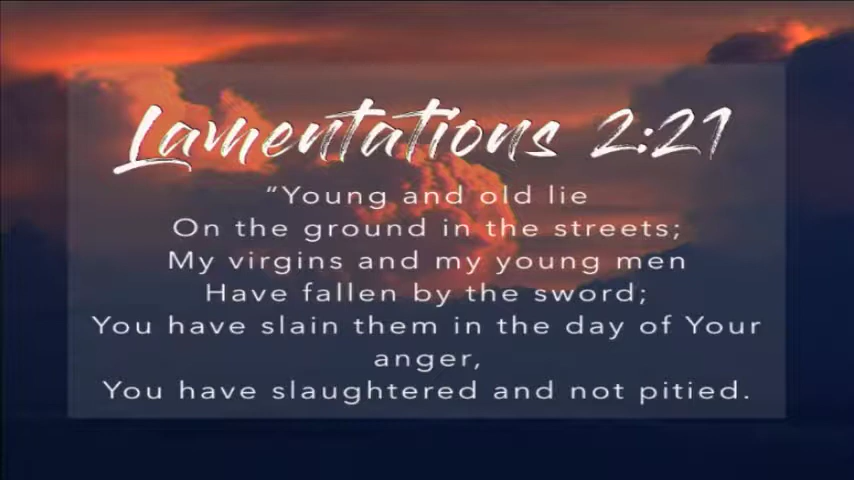 Lamentations 2:21
“Young and old lie
On the ground in the streets;
My virgins and my young men
Have fallen by the sword;
You have slain them in the day of Your
anger,
You have slaughtered and not pitied.